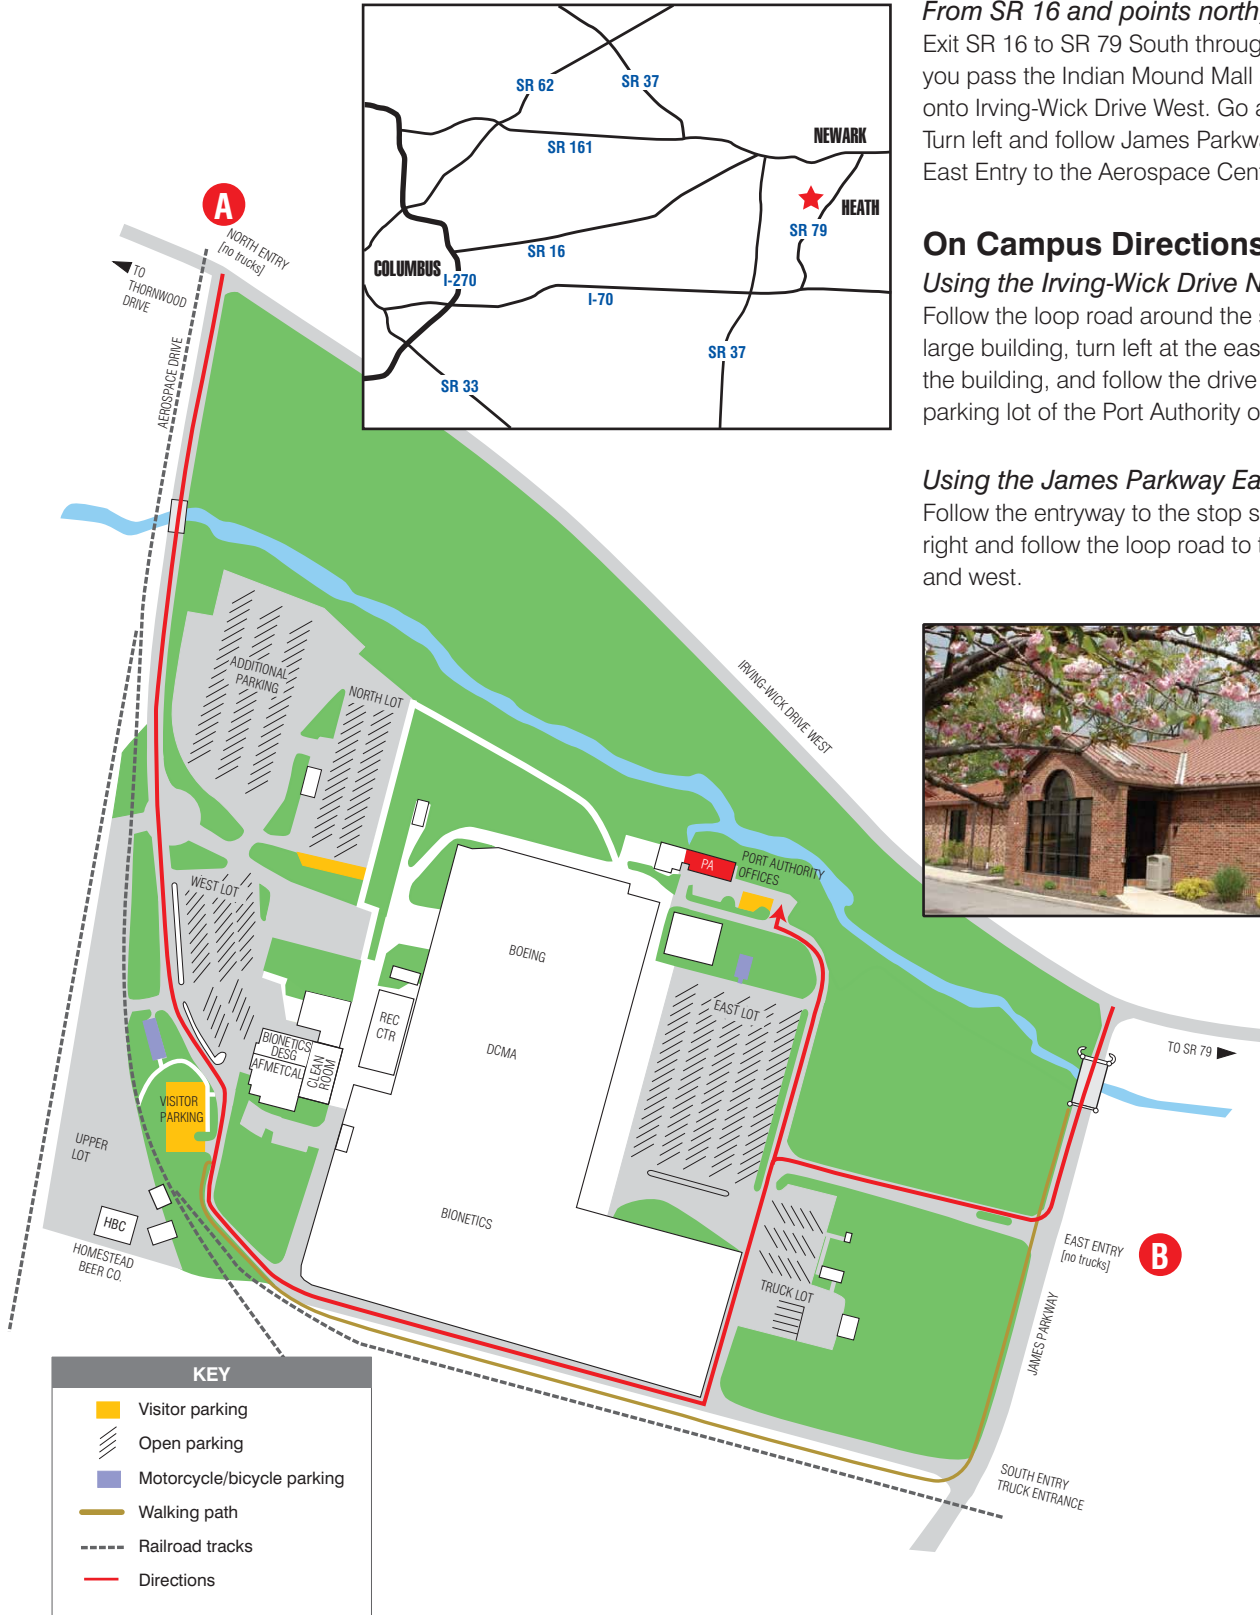 From SR 16 and points north,
Exit SR 16 to SR 79 South throug
you pass the Indian Mound Mall
onto Irving-Wick Drive West. Go a
Turn left and follow James Parkwa
East Entry to the Aerospace Cent
On Campus Directions
Using the Irving-Wick Drive N
Follow the loop road around the s
large building, turn left at the eas
the building, and follow the drive
parking lot of the Port Authority o
Using the James Parkway Ea
Follow the entryway to the stop s
right and follow the loop road to t
and west.
SR 62
SR 37
SR 161
NEWARK
HEATH
SR 79
SR 16
COLUMBUS
I-270
I-70
SR 37
SR 33
A
NORTH ENTRY
[no trucks]
TO
THORNWOOD
DRIVE
AEROSPACE DRIVE
IRVING-WICK DRIVE WEST
ADDITIONAL
PARKING
NORTH LOT
WEST LOT
PA
PORT AUTHORITY
OFFICES
BOEING
EAST LOT
REC
CTR
DCMA
BIONETICS
DESG
AFMETCAL
CLEAN
ROOM
TO SR 79
VISITOR
PARKING
UPPER
LOT
HBC
HOMESTEAD
BEER CO.
BIONETICS
TRUCK LOT
EAST ENTRY
[no trucks]
B
JAMES PARKWAY
SOUTH ENTRY
TRUCK ENTRANCE
KEY
Visitor parking
Open parking
Motorcycle/bicycle parking
Walking path
Railroad tracks
Directions